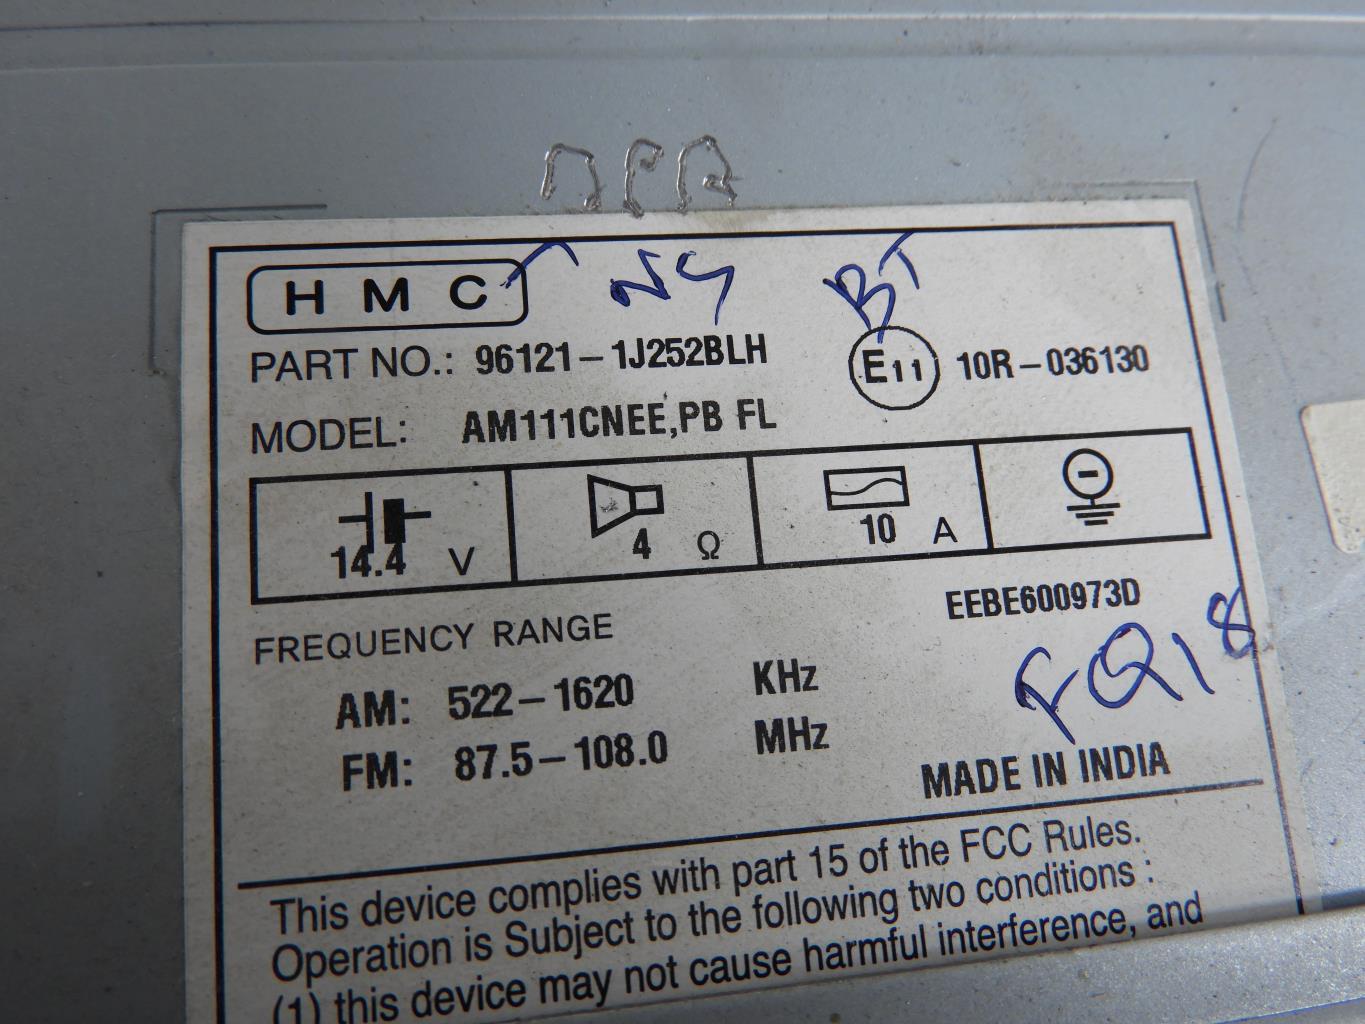 H M C
BT
PART NO.: 96121-1J252BLH E11 10R-036130
MODEL: AM111CNEE,PB FL
14.4 V 4 Ω 10 A
EEBE600973D
FREQUENCY RANGE
AM: 522-1620 KHz
FM: 87.5-108.0 MHz
MADE IN INDIA
This device complies with part 15 of the FCC Rules.
Operation is Subject to the following two conditions :
(1) this device may not cause harmful interference, and